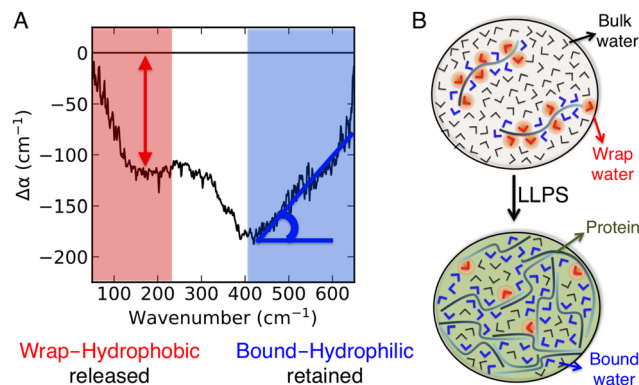 A
Δα (cm⁻¹)
0
−50
−100
−150
−200
100 200 300 400 500 600
Wavenumber (cm⁻¹)
Wrap–Hydrophobic
released
Bound–Hydrophilic
retained
B
Bulk
water
Wrap
water
LLPS
Protein
Bound
water